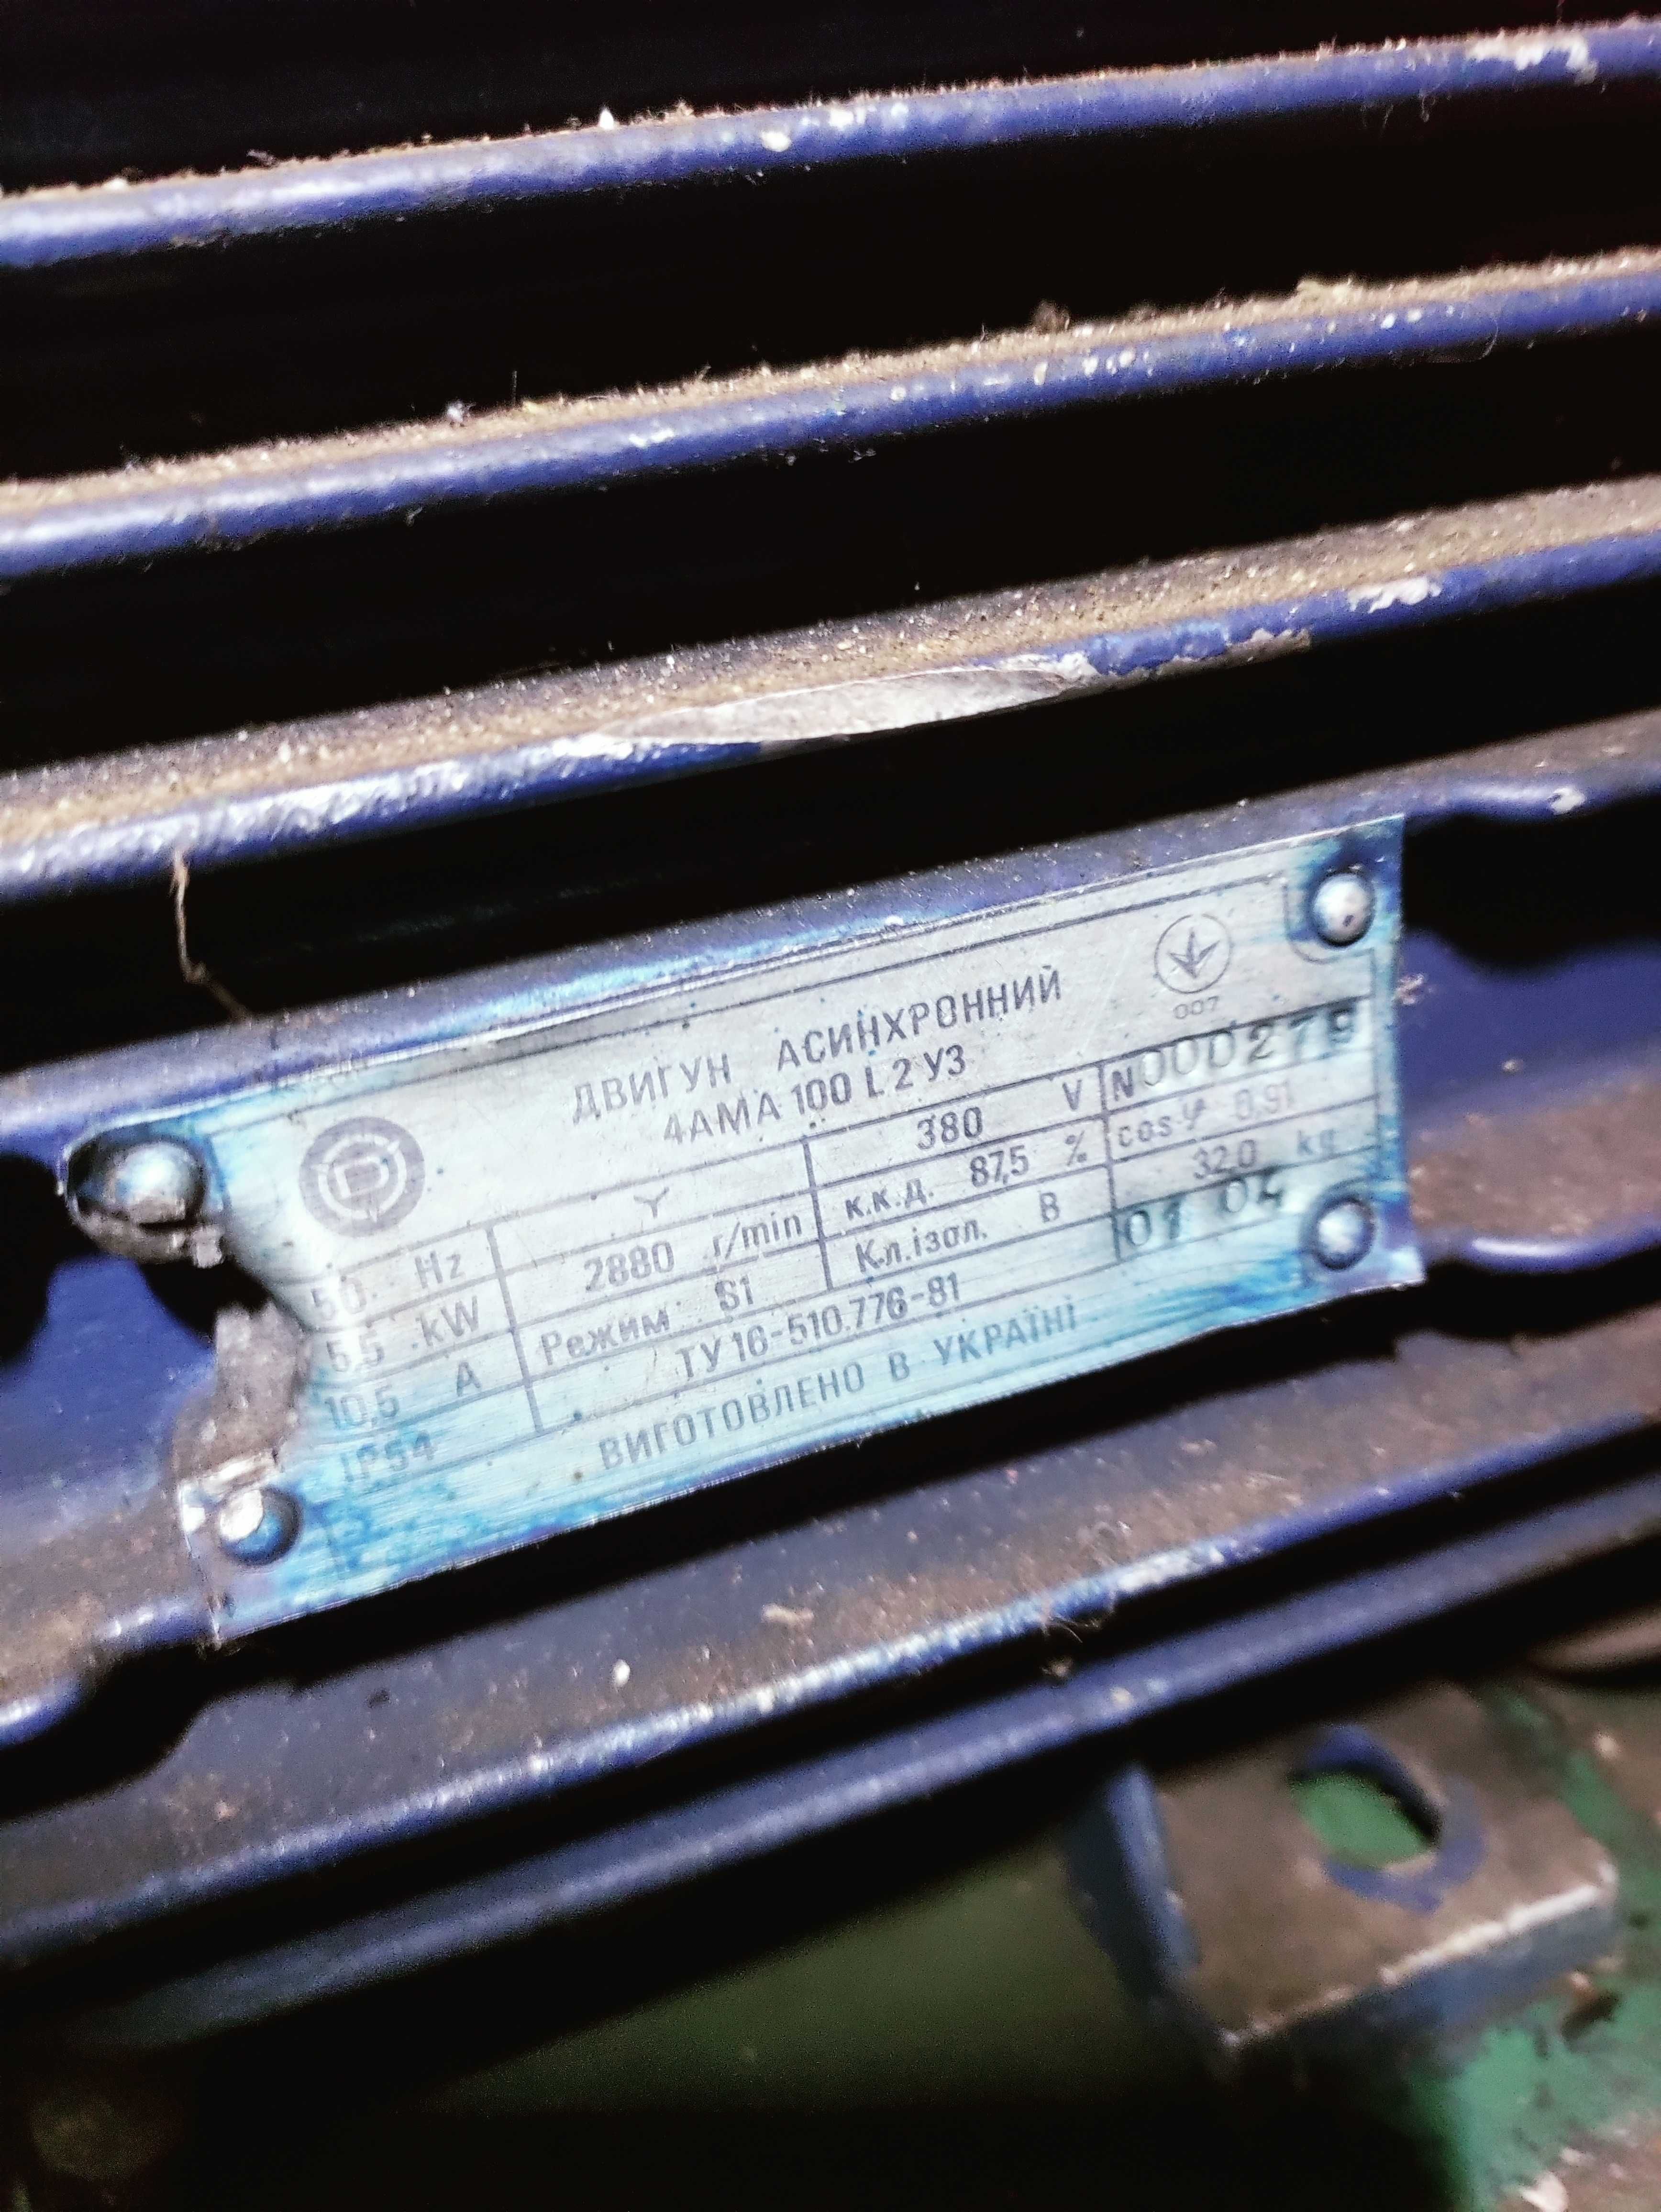 ДВИГУН АСИНХРОННИЙ
4АМА 100 L 2 У3
007
50 Hz Y 380 V N000279
5,5 kW 2880 r/min к.к.д. 87,5 % cos φ 0.91
10,5 A Режим S1 Кл.ізол. В 32.0 kg
IP54 ТУ 16-510.776-81 01 04
ВИГОТОВЛЕНО В УКРАЇНІ